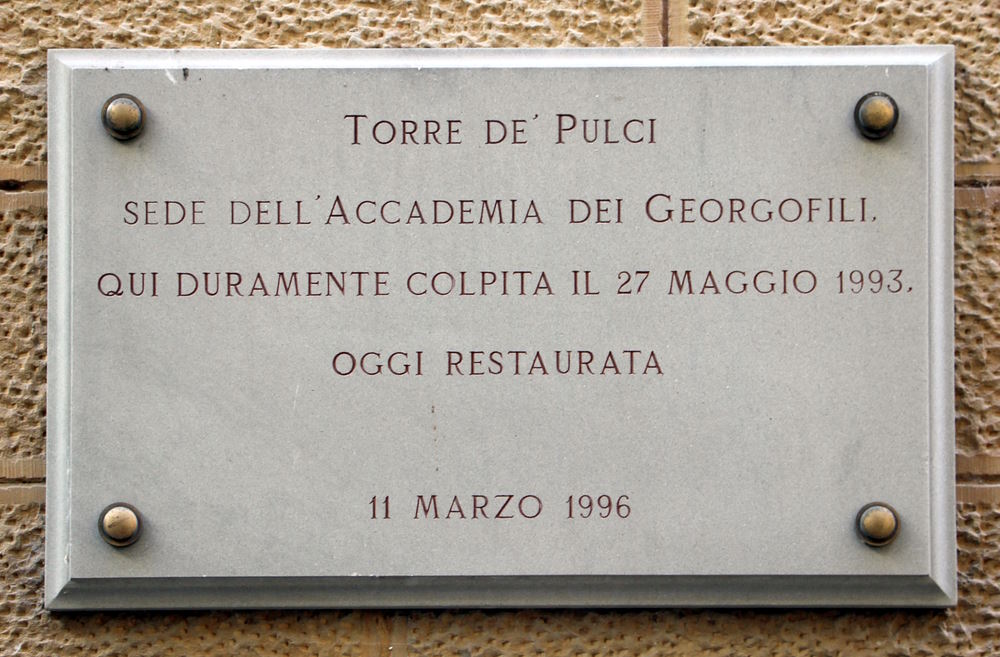 TORRE DE' PULCI
SEDE DELL'ACCADEMIA DEI GEORGOFILI,
QUI DURAMENTE COLPITA IL 27 MAGGIO 1993,
OGGI RESTAURATA
11 MARZO 1996